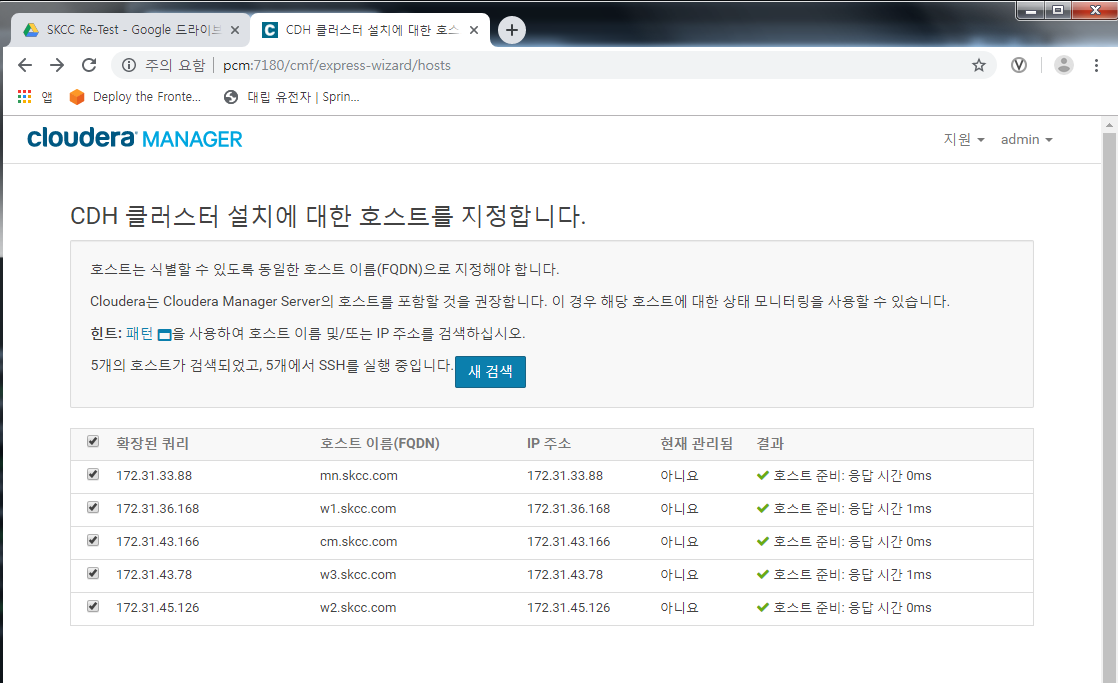 SKCC Re-Test - Google 드라이브
CDH 클러스터 설치에 대한 호스
주의 요함 | pcm:7180/cmf/express-wizard/hosts
앱 Deploy the Fronte... 대립 유전자 | Sprin...
cloudera MANAGER 지원 admin
CDH 클러스터 설치에 대한 호스트를 지정합니다.
호스트는 식별할 수 있도록 동일한 호스트 이름(FQDN)으로 지정해야 합니다.
Cloudera는 Cloudera Manager Server의 호스트를 포함할 것을 권장합니다. 이 경우 해당 호스트에 대한 상태 모니터링을 사용할 수 있습니다.
힌트: 패턴 을 사용하여 호스트 이름 및/또는 IP 주소를 검색하십시오.
5개의 호스트가 검색되었고, 5개에서 SSH를 실행 중입니다. 새 검색
확장된 쿼리 호스트 이름(FQDN) IP 주소 현재 관리됨 결과
172.31.33.88 mn.skcc.com 172.31.33.88 아니요 호스트 준비: 응답 시간 0ms
172.31.36.168 w1.skcc.com 172.31.36.168 아니요 호스트 준비: 응답 시간 1ms
172.31.43.166 cm.skcc.com 172.31.43.166 아니요 호스트 준비: 응답 시간 0ms
172.31.43.78 w3.skcc.com 172.31.43.78 아니요 호스트 준비: 응답 시간 1ms
172.31.45.126 w2.skcc.com 172.31.45.126 아니요 호스트 준비: 응답 시간 0ms